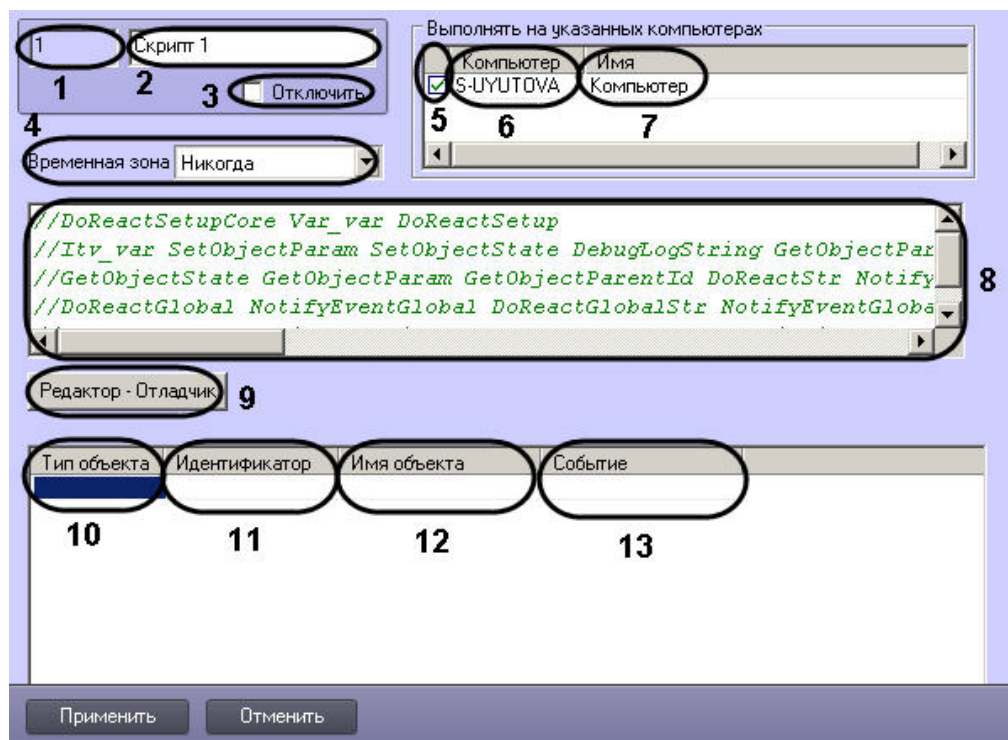 1
Скрипт 1
1
2
3
Отключить
Выполнять на указанных компьютерах
Компьютер Имя
S-UYUTOVA Компьютер
5
6
7
4
Временная зона Никогда
//DoReactSetupCore Var_var DoReactSetup
//Itv_var SetObjectParam SetObjectState DebugLogString GetObjectPar
//GetObjectState GetObjectParam GetObjectParentId DoReactStr Notify
//DoReactGlobal NotifyEventGlobal DoReactGlobalStr NotifyEventGloba
8
Редактор - Отладчик
9
Тип объекта Идентификатор Имя объекта Событие
10
11
12
13
Применить Отменить